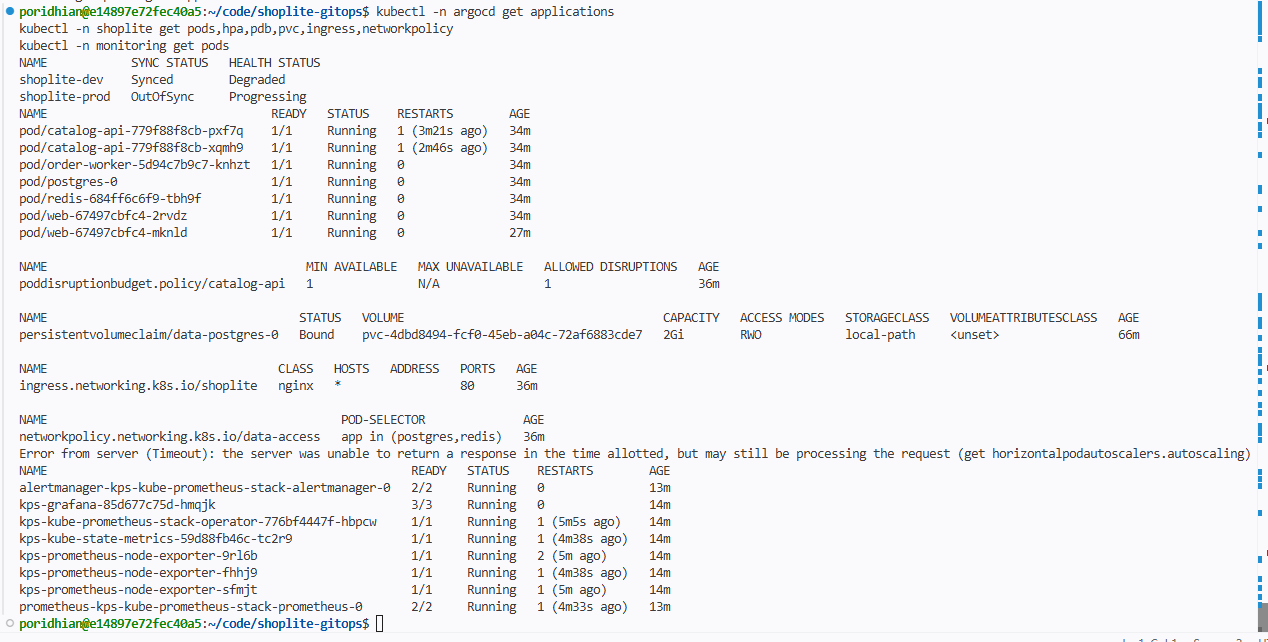 poridhian@e14897e72fec40a5:~/code/shoplite-gitops$ kubectl -n argocd get applications
kubectl -n shoplite get pods,hpa,pdb,pvc,ingress,networkpolicy
kubectl -n monitoring get pods
NAME SYNC STATUS HEALTH STATUS
shoplite-dev Synced Degraded
shoplite-prod OutOfSync Progressing
NAME READY STATUS RESTARTS AGE
pod/catalog-api-779f88f8cb-pxf7q 1/1 Running 1 (3m21s ago) 34m
pod/catalog-api-779f88f8cb-xqmh9 1/1 Running 1 (2m46s ago) 34m
pod/order-worker-5d94c7b9c7-knhzt 1/1 Running 0 34m
pod/postgres-0 1/1 Running 0 34m
pod/redis-684ff6c6f9-tbh9f 1/1 Running 0 34m
pod/web-67497cbfc4-2rvdz 1/1 Running 0 34m
pod/web-67497cbfc4-mknld 1/1 Running 0 27m
NAME MIN AVAILABLE MAX UNAVAILABLE ALLOWED DISRUPTIONS AGE
poddisruptionbudget.policy/catalog-api 1 N/A 1 36m
NAME STATUS VOLUME CAPACITY ACCESS MODES STORAGECLASS VOLUMEATTRIBUTESCLASS AGE
persistentvolumeclaim/data-postgres-0 Bound pvc-4dbd8494-fcf0-45eb-a04c-72af6883cde7 2Gi RWO local-path <unset> 66m
NAME CLASS HOSTS ADDRESS PORTS AGE
ingress.networking.k8s.io/shoplite nginx * 80 36m
NAME POD-SELECTOR AGE
networkpolicy.networking.k8s.io/data-access app in (postgres,redis) 36m
Error from server (Timeout): the server was unable to return a response in the time allotted, but may still be processing the request (get horizontalpodautoscalers.autoscaling)
NAME READY STATUS RESTARTS AGE
alertmanager-kps-kube-prometheus-stack-alertmanager-0 2/2 Running 0 13m
kps-grafana-85d677c75d-hmqjk 3/3 Running 0 14m
kps-kube-prometheus-stack-operator-776bf4447f-hbpcw 1/1 Running 1 (5m5s ago) 14m
kps-kube-state-metrics-59d88fb46c-tc2r9 1/1 Running 1 (4m38s ago) 14m
kps-prometheus-node-exporter-9rl6b 1/1 Running 2 (5m ago) 14m
kps-prometheus-node-exporter-fhhj9 1/1 Running 1 (4m38s ago) 14m
kps-prometheus-node-exporter-sfmjt 1/1 Running 1 (5m ago) 14m
prometheus-kps-kube-prometheus-stack-prometheus-0 2/2 Running 1 (4m33s ago) 13m
poridhian@e14897e72fec40a5:~/code/shoplite-gitops$